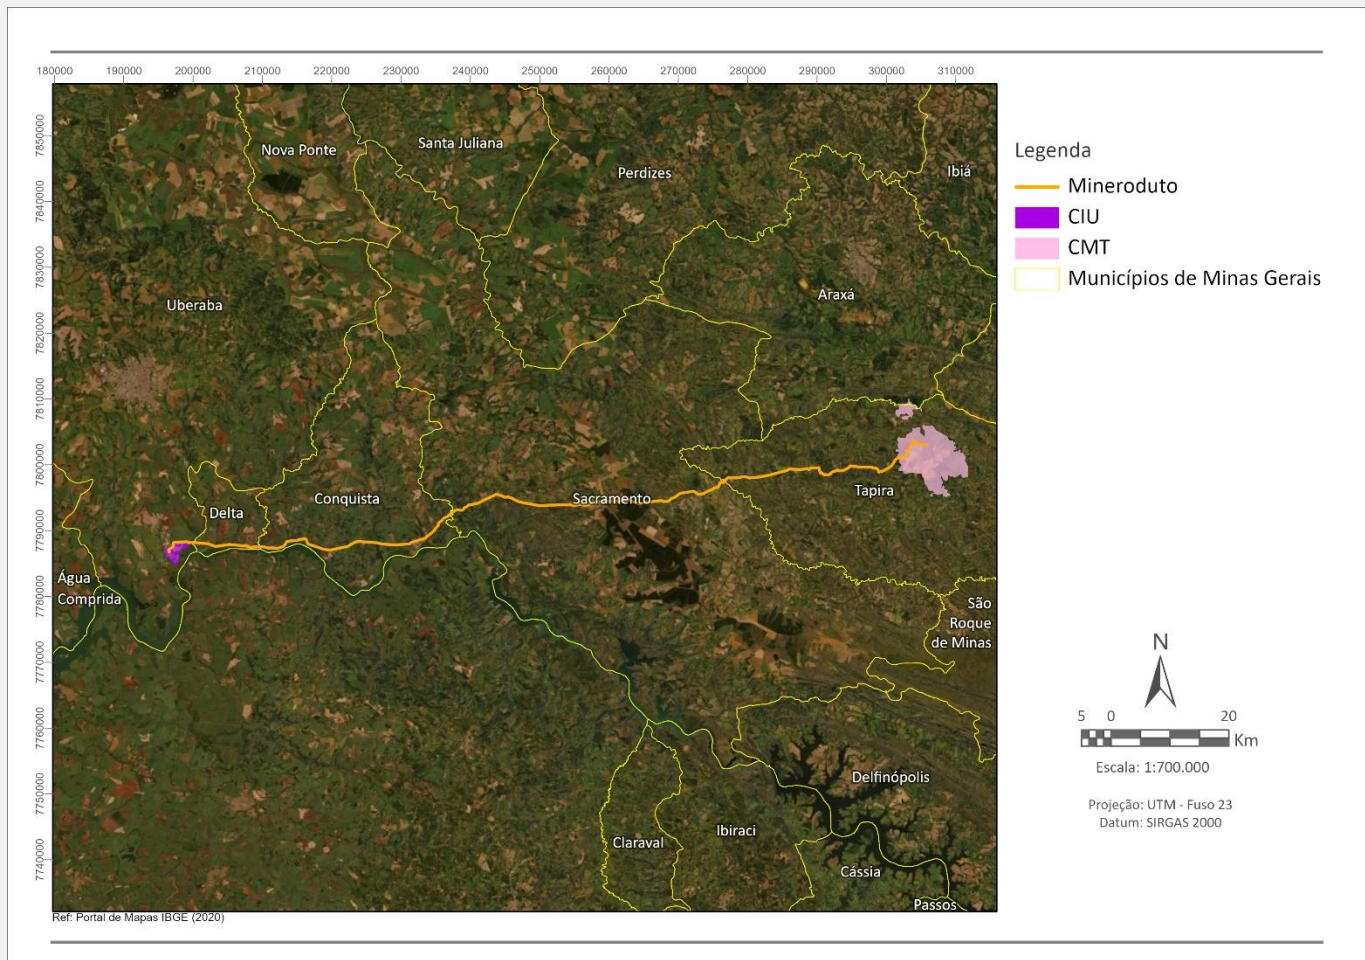 180000 190000 200000 210000 220000 230000 240000 250000 260000 270000 280000 290000 300000 310000
7850000
7840000
7830000
7820000
7810000
7800000
7790000
7780000
7770000
7760000
7750000
7740000
Nova Ponte
Santa Juliana
Perdizes
Ibiá
Uberaba
Araxá
Conquista
Sacramento
Tapira
Delta
Água
Comprida
São
Roque
de Minas
Delfinópolis
Ibiraci
Claraval
Cássia
Passos
Ref: Portal de Mapas IBGE (2020)
Legenda
Mineroduto
CIU
CMT
Municípios de Minas Gerais
N
5 0 20
Km
Escala: 1:700.000
Projeção: UTM - Fuso 23
Datum: SIRGAS 2000